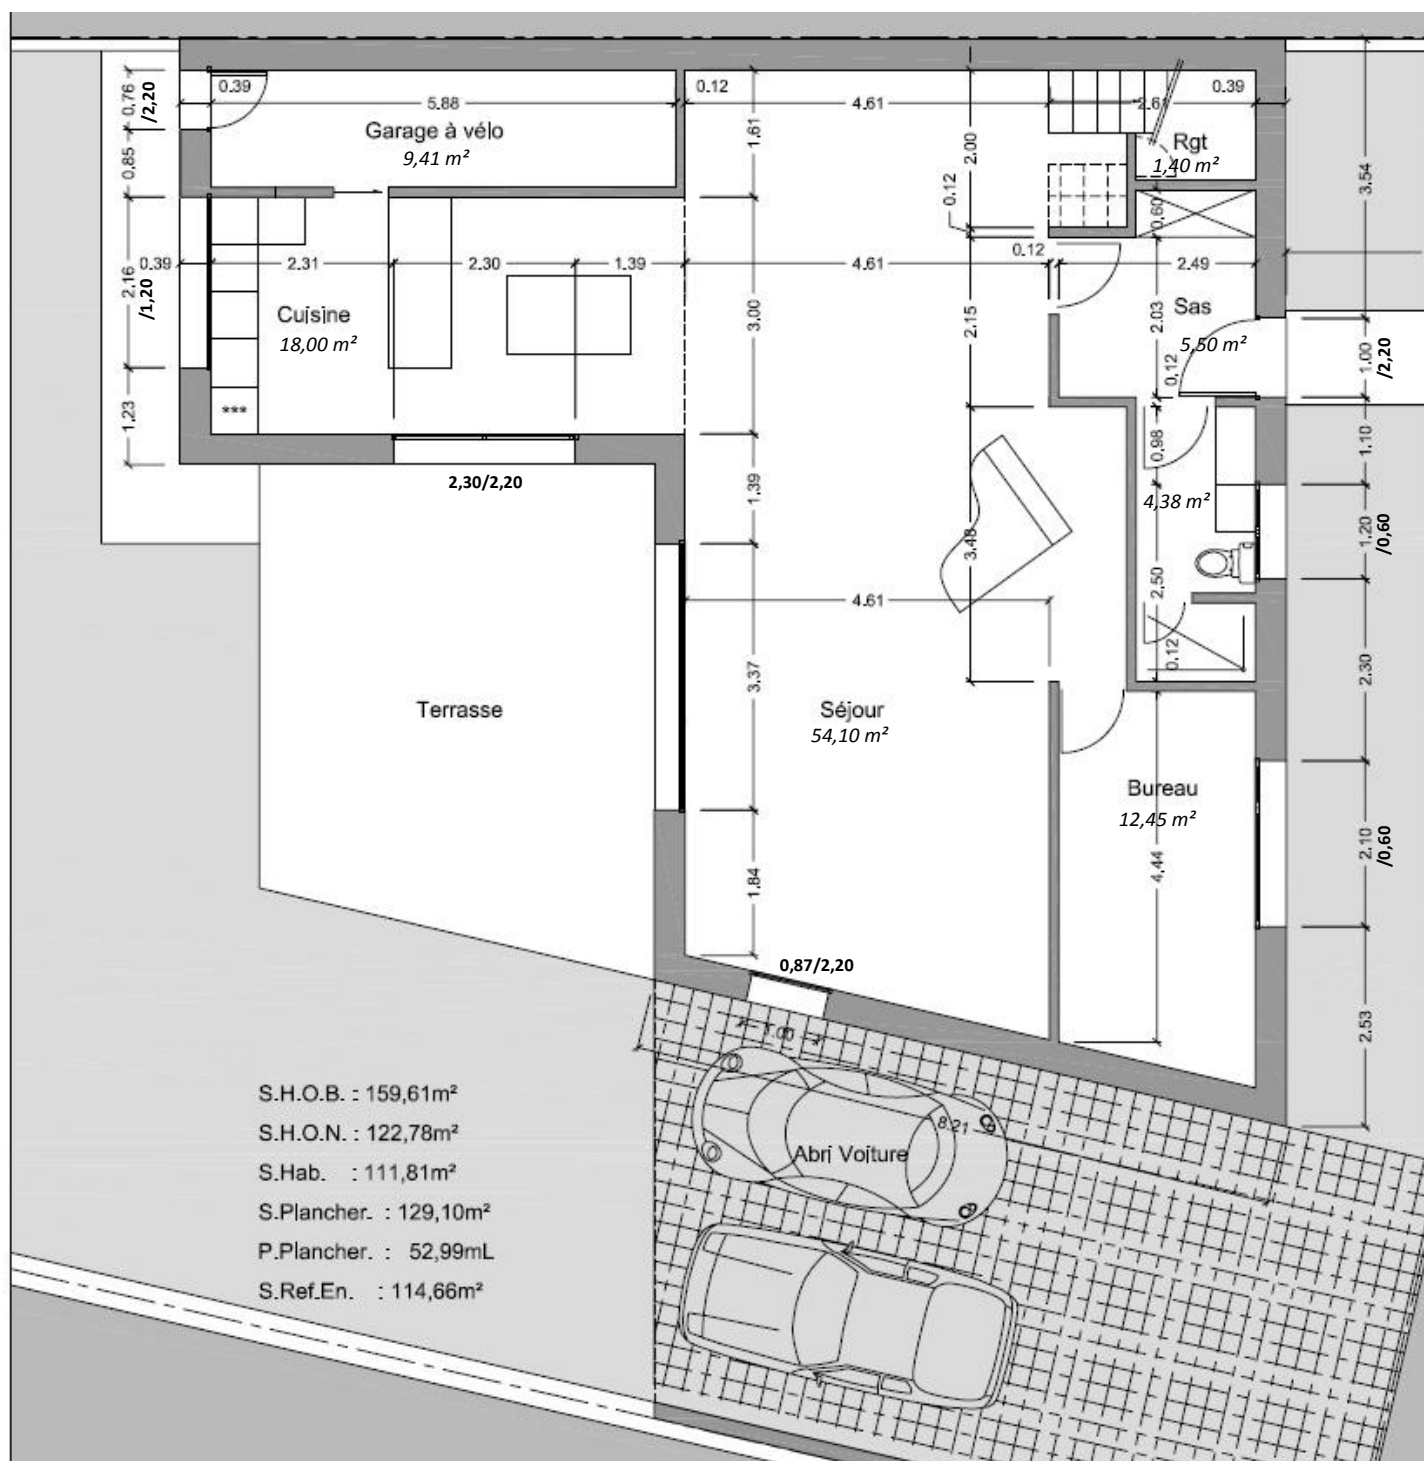 0.76
/2,20
0.39
5.88
0.12
4.61
2.61
0.39
Garage à vélo
9,41 m²
1.61
2.00
Rgt
1,40 m²
0.85
3.54
0.12
0.60
0.39
2.31
2.30
1.39
4.61
0.12
2.49
2.16
/1,20
Cuisine
18,00 m²
3.00
2.15
2.03
Sas
5,50 m²
0.12
1.00
/2,20
1.23
***
0.98
1.10
2,30/2,20
1.39
4,38 m²
3.48
1.20
/0,60
2.50
4.61
0.12
2.30
3.37
Terrasse
Séjour
54,10 m²
Bureau
12,45 m²
2.10
/0,60
4.44
1.84
0,87/2,20
1.00
2.53
S.H.O.B. : 159,61m²
S.H.O.N. : 122,78m²
S.Hab. : 111,81m²
S.Plancher. : 129,10m²
P.Plancher. : 52,99mL
S.Ref.En. : 114,66m²
8.21
Abri Voiture